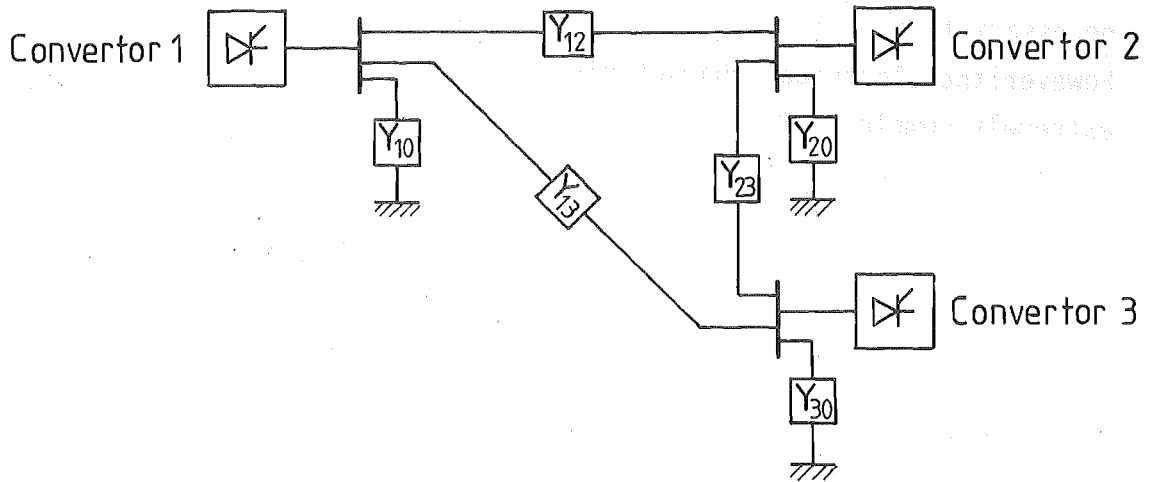 Convertor 1
Y12
Convertor 2
Y10
Y20
Y13
Y23
Convertor 3
Y30